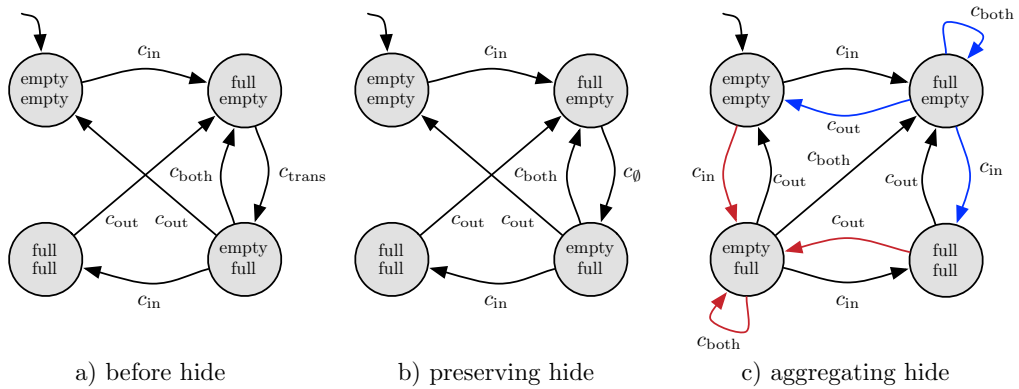 c_in
empty
empty
full
empty
c_both
c_trans
c_out
c_out
full
full
empty
full
c_in
a) before hide
c_in
empty
empty
full
empty
c_both
c_∅
c_out
c_out
full
full
empty
full
c_in
b) preserving hide
c_both
c_in
empty
empty
full
empty
c_out
c_both
c_in
c_out
c_out
c_in
c_out
empty
full
full
full
c_in
c_both
c) aggregating hide